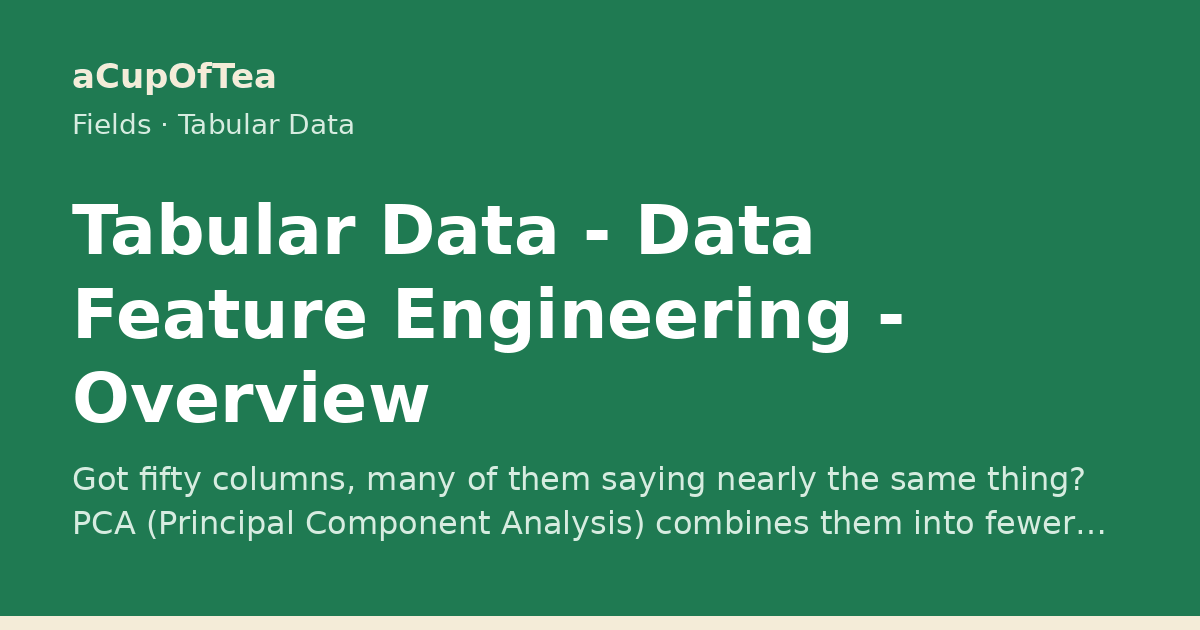 aCupOfTea
Fields · Tabular Data
Tabular Data - Data
Feature Engineering -
Overview
Got fifty columns, many of them saying nearly the same thing?
PCA (Principal Component Analysis) combines them into fewer…